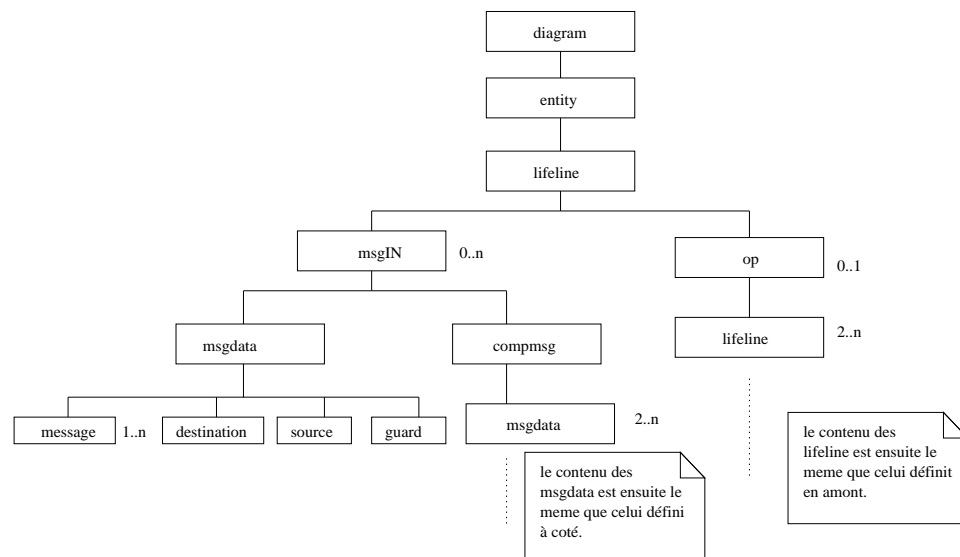 diagram
entity
lifeline
msgIN
0..n
op
0..1
msgdata
compmsg
lifeline
2..n
message
1..n
destination
source
guard
msgdata
2..n
le contenu des
msgdata est ensuite le
meme que celui défini
à coté.
le contenu des
lifeline est ensuite le
meme que celui définit
en amont.